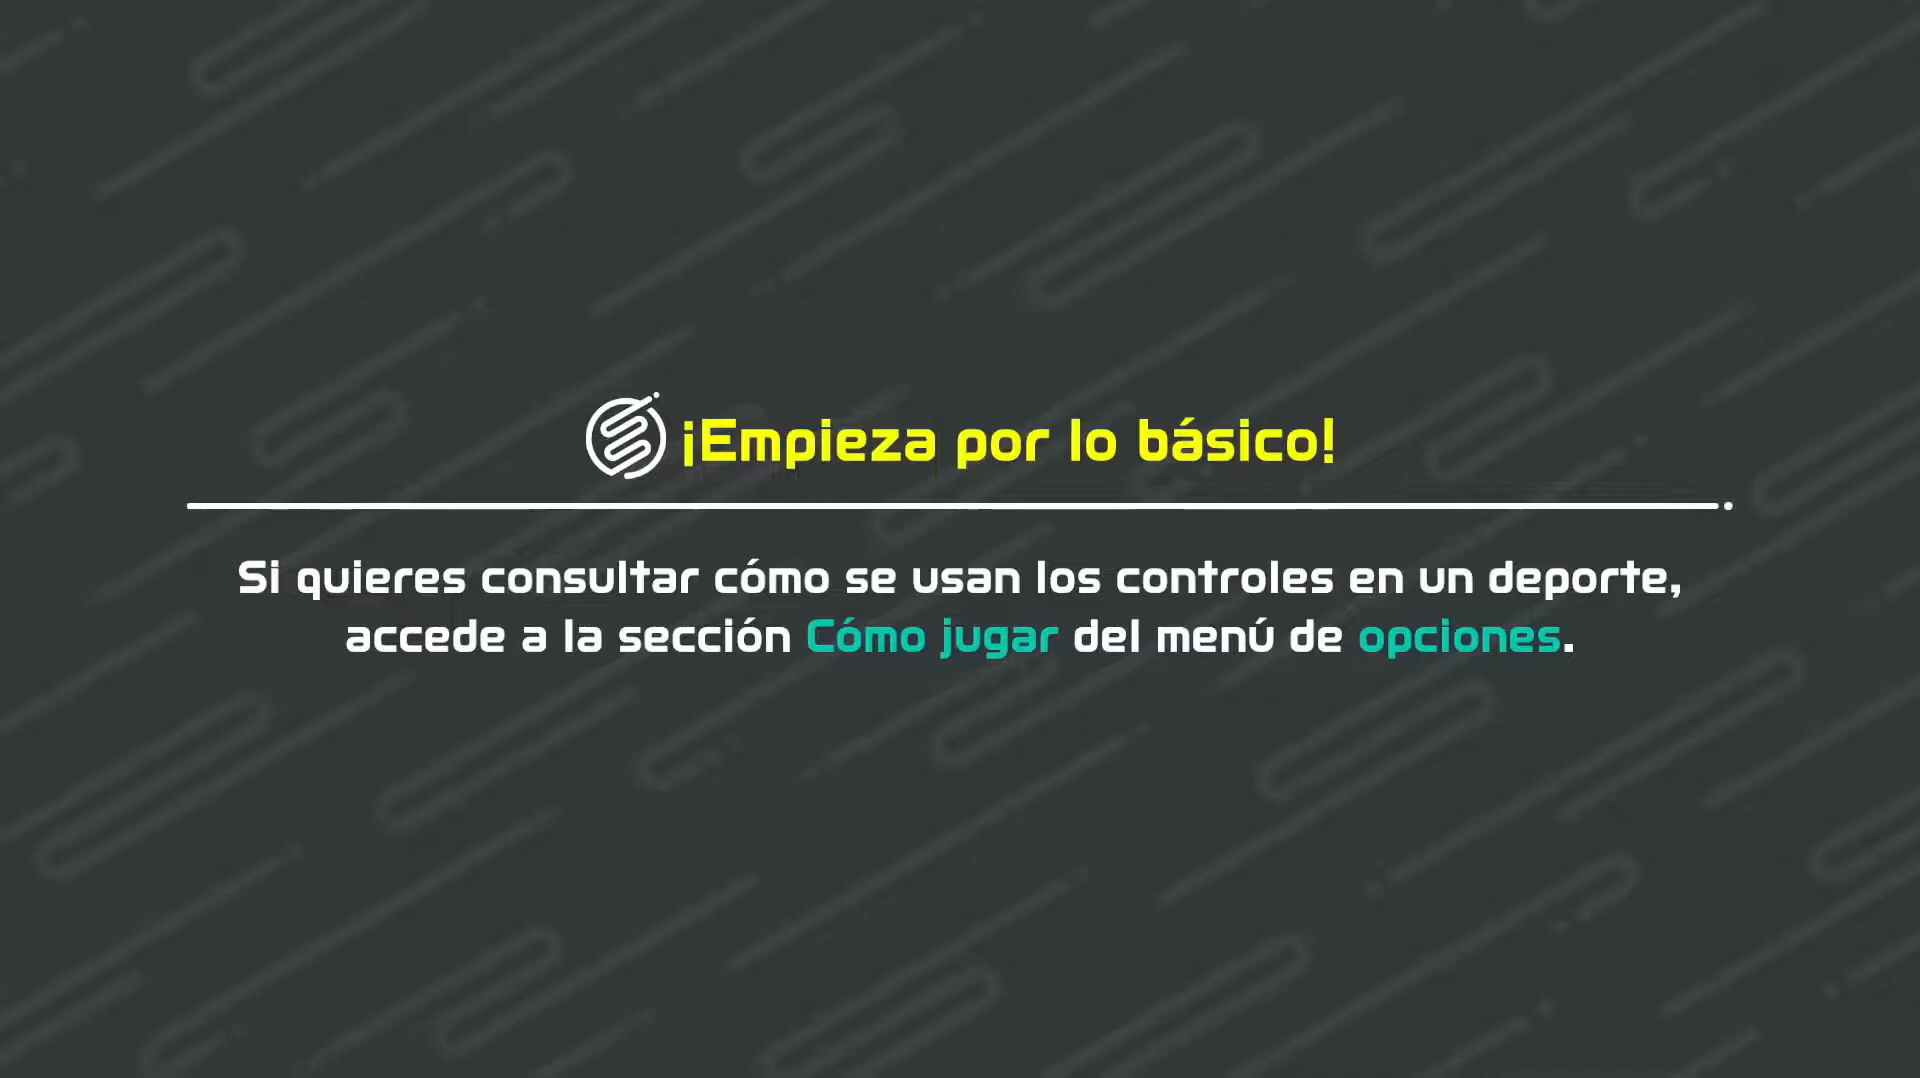 ¡Empieza por lo básico!
Si quieres consultar cómo se usan los controles en un deporte,
accede a la sección Cómo jugar del menú de opciones.